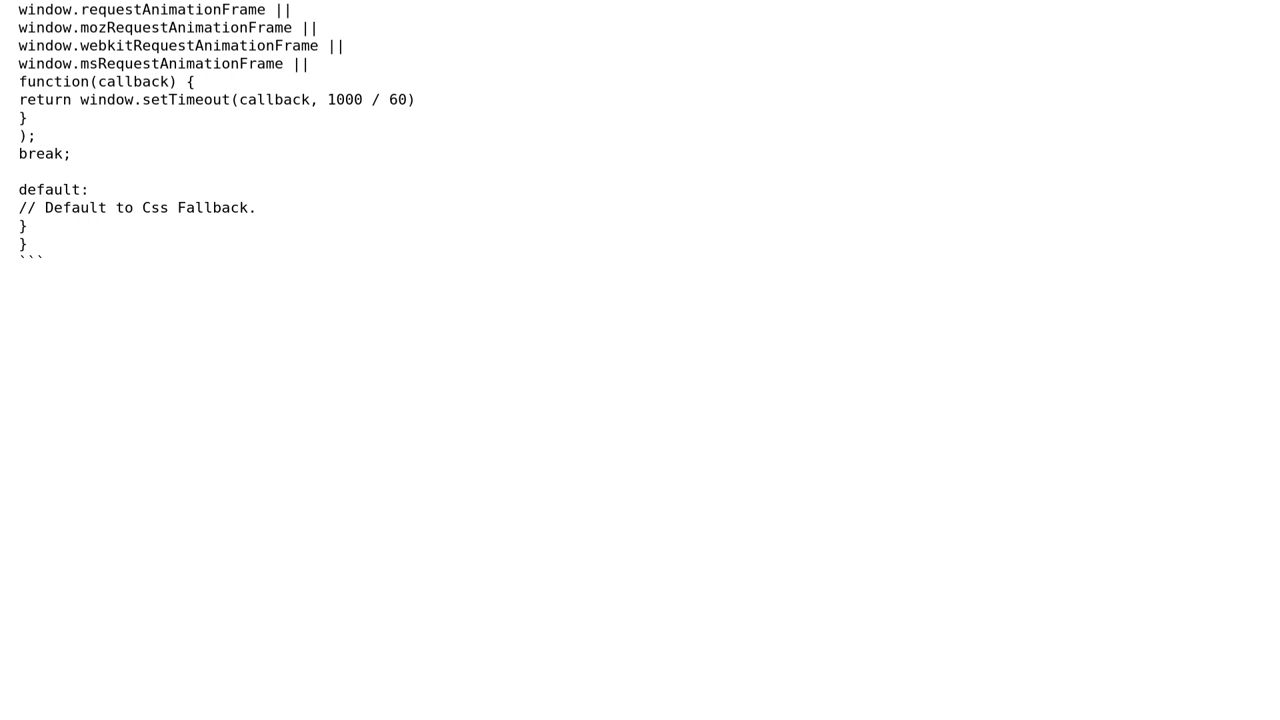 window.requestAnimationFrame ||
window.mozRequestAnimationFrame ||
window.webkitRequestAnimationFrame ||
window.msRequestAnimationFrame ||
function(callback) {
return window.setTimeout(callback, 1000 / 60)
}
);
break;

default:
// Default to Css Fallback.
}
}
```